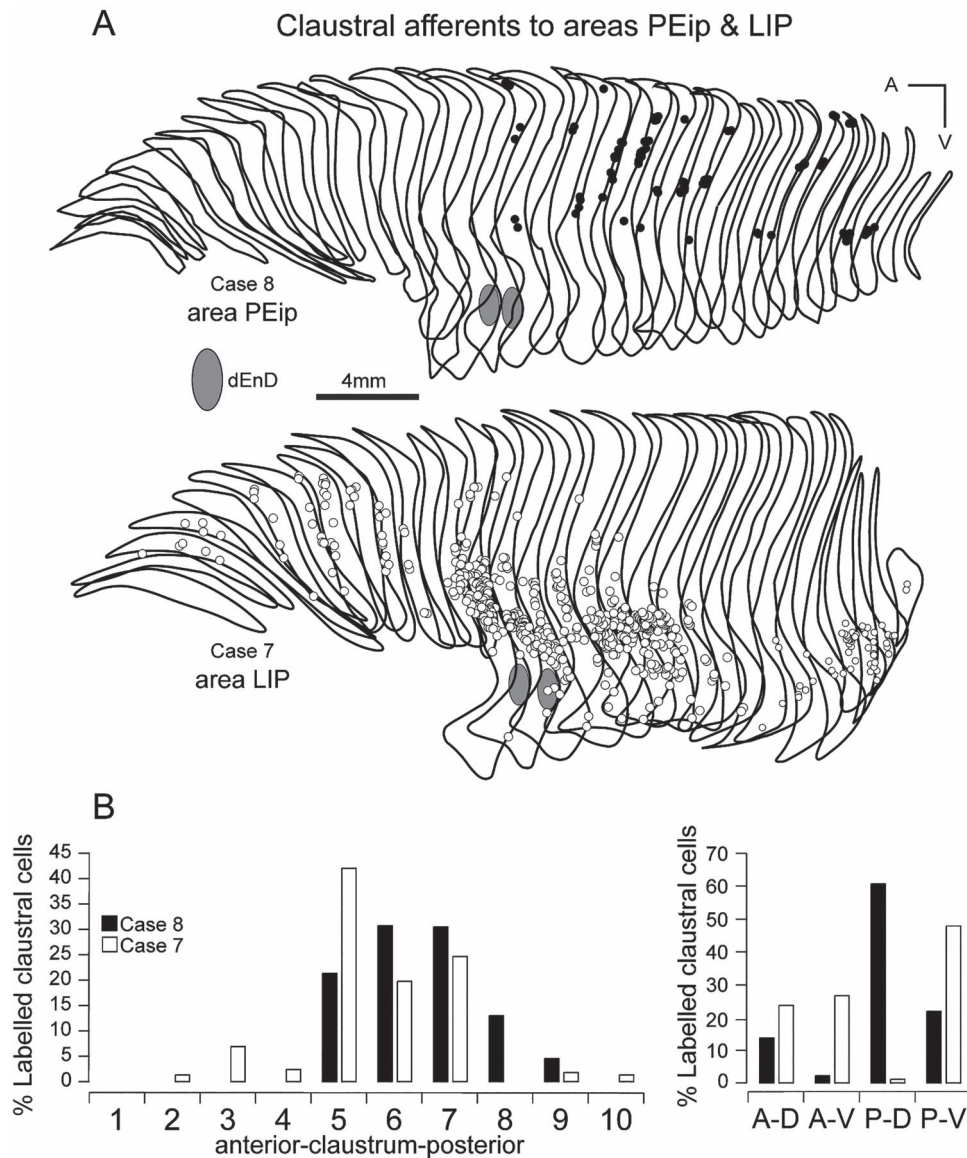 A
Claustral afferents to areas PEip & LIP
A
V
Case 8
area PEip
dEnD
4mm
Case 7
area LIP
B
% Labelled claustral cells
45
40
35
30
25
20
15
10
5
0
Case 8
Case 7
1 2 3 4 5 6 7 8 9 10
anterior-claustrum-posterior
% Labelled claustral cells
70
60
50
40
30
20
10
0
A-D A-V P-D P-V